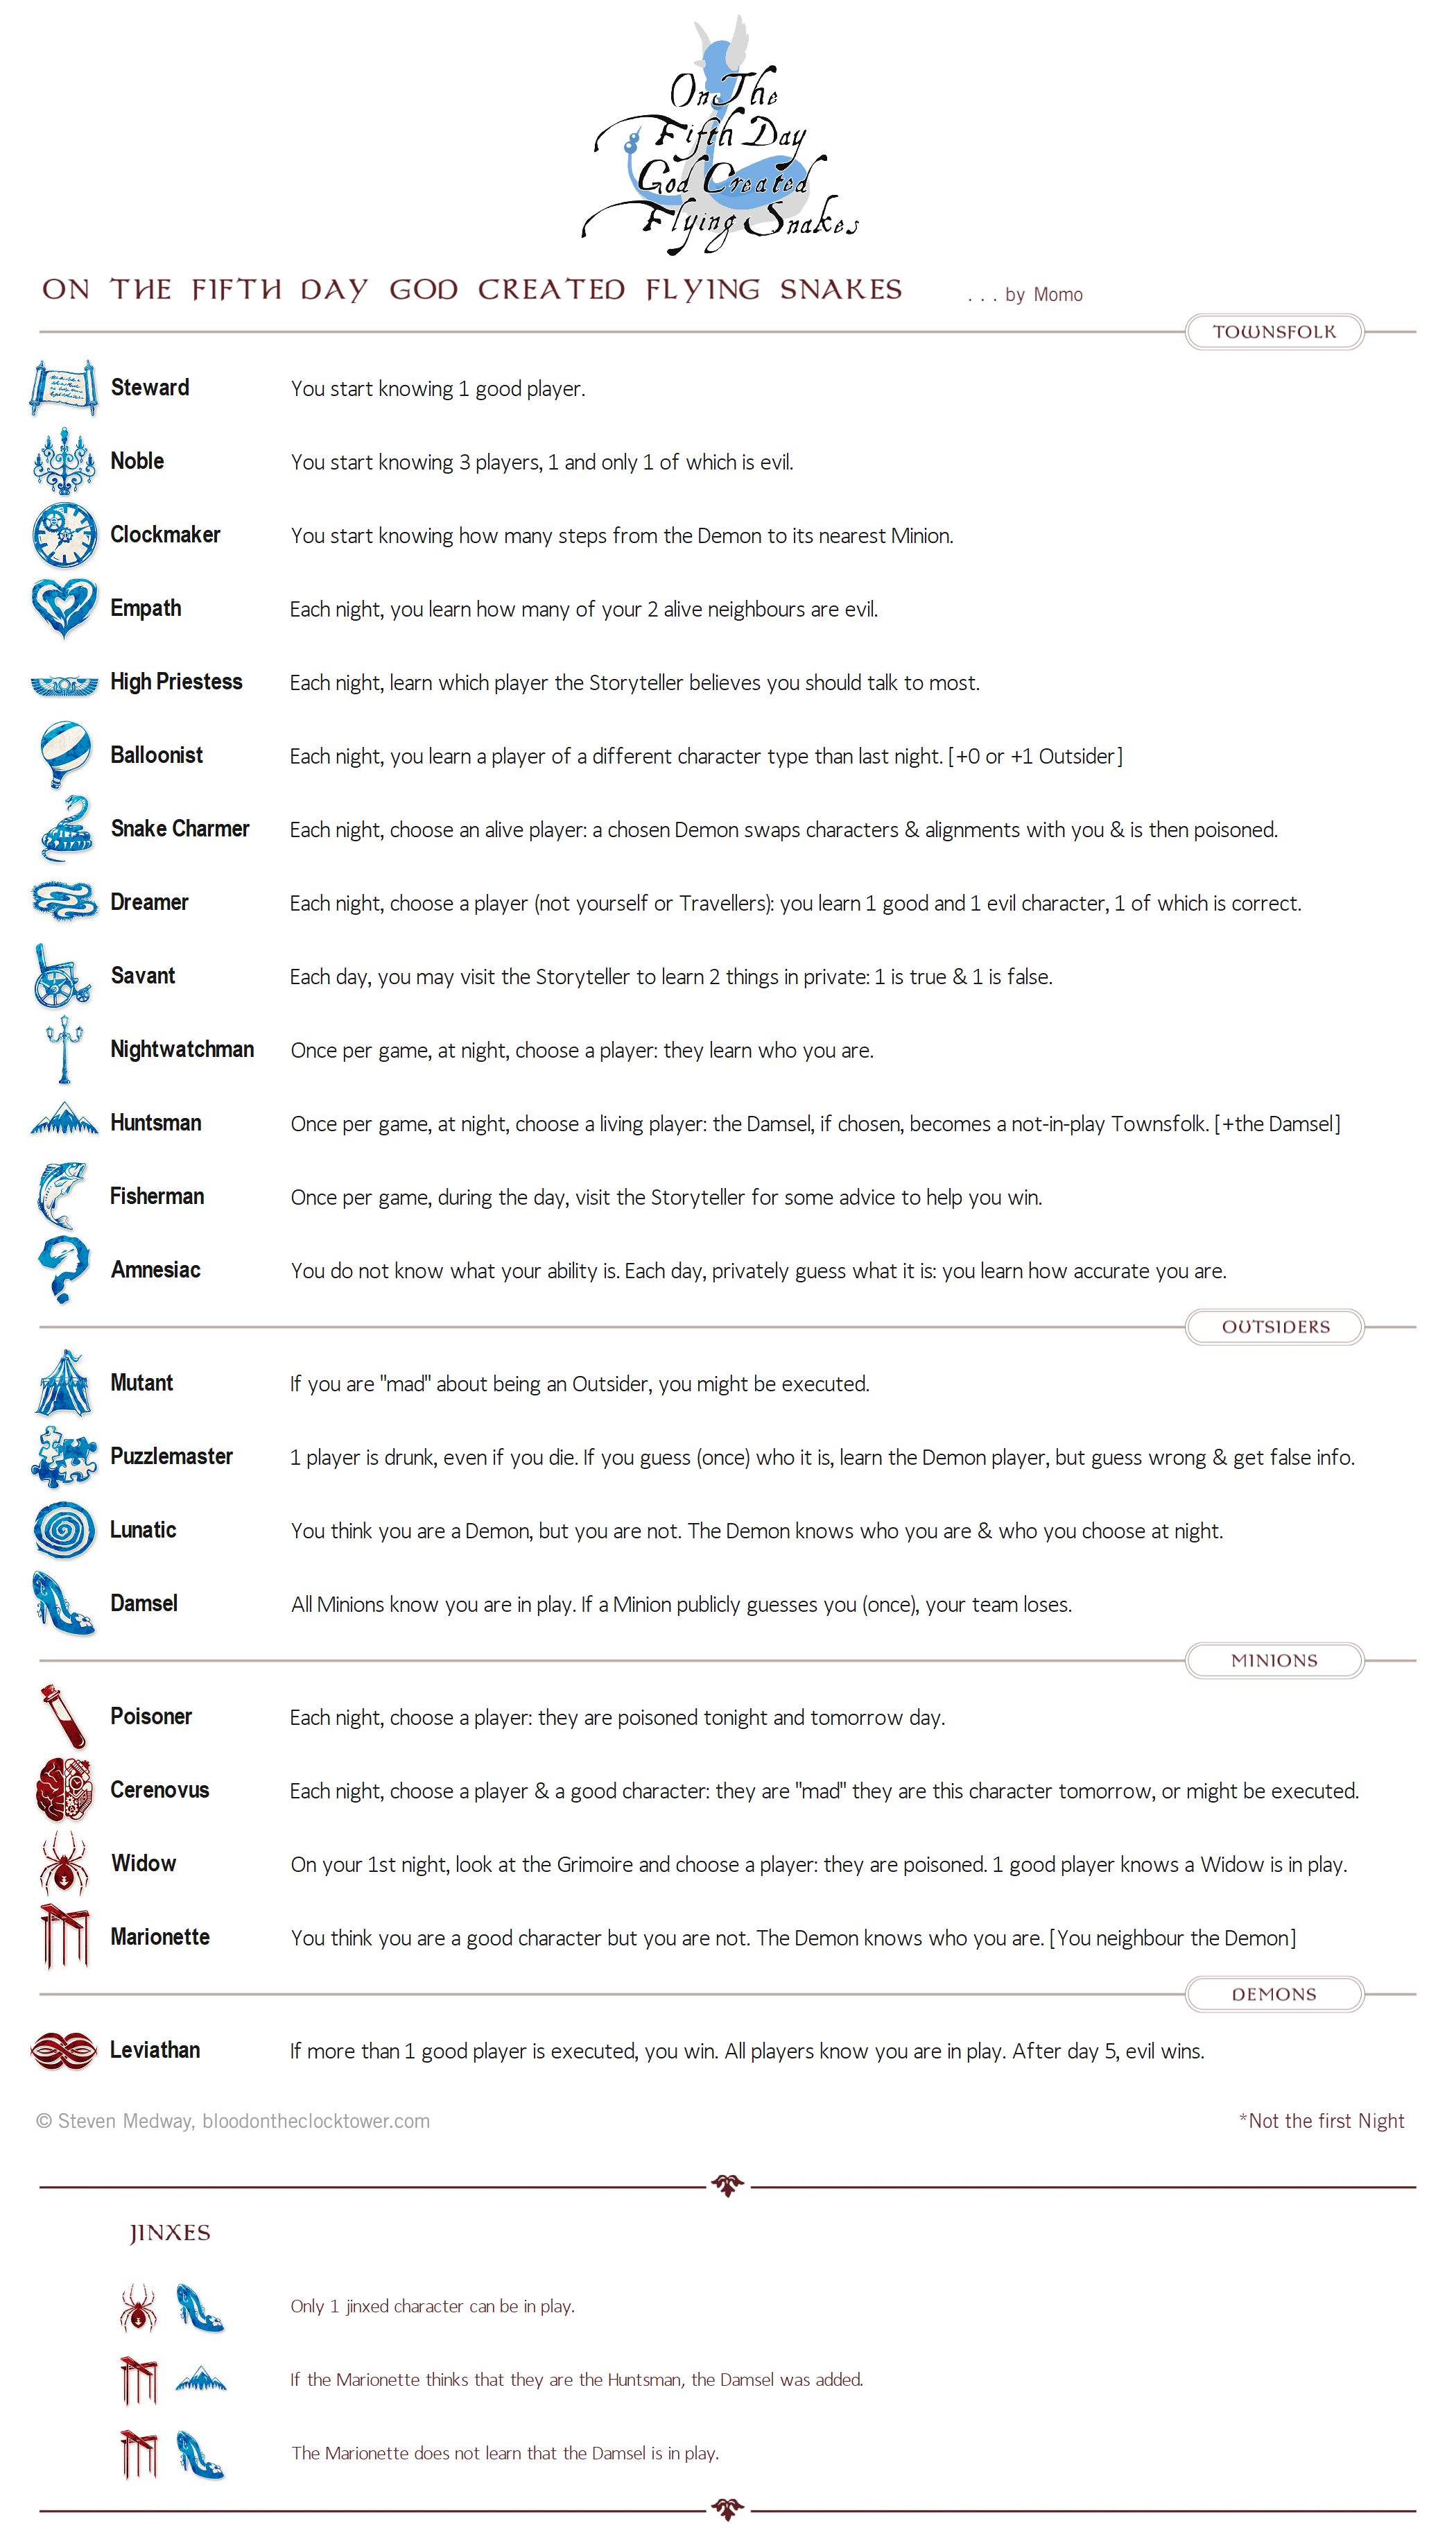 On The
Fifth Day
God Created
Flying Snakes
ON THE FIFTH DAY GOD CREATED FLYING SNAKES . . . by Momo
TOWNSFOLK
Steward You start knowing 1 good player.
Noble You start knowing 3 players, 1 and only 1 of which is evil.
Clockmaker You start knowing how many steps from the Demon to its nearest Minion.
Empath Each night, you learn how many of your 2 alive neighbours are evil.
High Priestess Each night, learn which player the Storyteller believes you should talk to most.
Balloonist Each night, you learn a player of a different character type than last night. [+0 or +1 Outsider]
Snake Charmer Each night, choose an alive player: a chosen Demon swaps characters & alignments with you & is then poisoned.
Dreamer Each night, choose a player (not yourself or Travellers): you learn 1 good and 1 evil character, 1 of which is correct.
Savant Each day, you may visit the Storyteller to learn 2 things in private: 1 is true & 1 is false.
Nightwatchman Once per game, at night, choose a player: they learn who you are.
Huntsman Once per game, at night, choose a living player: the Damsel, if chosen, becomes a not-in-play Townsfolk. [+the Damsel]
Fisherman Once per game, during the day, visit the Storyteller for some advice to help you win.
Amnesiac You do not know what your ability is. Each day, privately guess what it is: you learn how accurate you are.
OUTSIDERS
Mutant If you are "mad" about being an Outsider, you might be executed.
Puzzlemaster 1 player is drunk, even if you die. If you guess (once) who it is, learn the Demon player, but guess wrong & get false info.
Lunatic You think you are a Demon, but you are not. The Demon knows who you are & who you choose at night.
Damsel All Minions know you are in play. If a Minion publicly guesses you (once), your team loses.
MINIONS
Poisoner Each night, choose a player: they are poisoned tonight and tomorrow day.
Cerenovus Each night, choose a player & a good character: they are "mad" they are this character tomorrow, or might be executed.
Widow On your 1st night, look at the Grimoire and choose a player: they are poisoned. 1 good player knows a Widow is in play.
Marionette You think you are a good character but you are not. The Demon knows who you are. [You neighbour the Demon]
DEMONS
Leviathan If more than 1 good player is executed, you win. All players know you are in play. After day 5, evil wins.
© Steven Medway, bloodontheclocktower.com *Not the first Night
JINXES
Only 1 jinxed character can be in play.
If the Marionette thinks that they are the Huntsman, the Damsel was added.
The Marionette does not learn that the Damsel is in play.